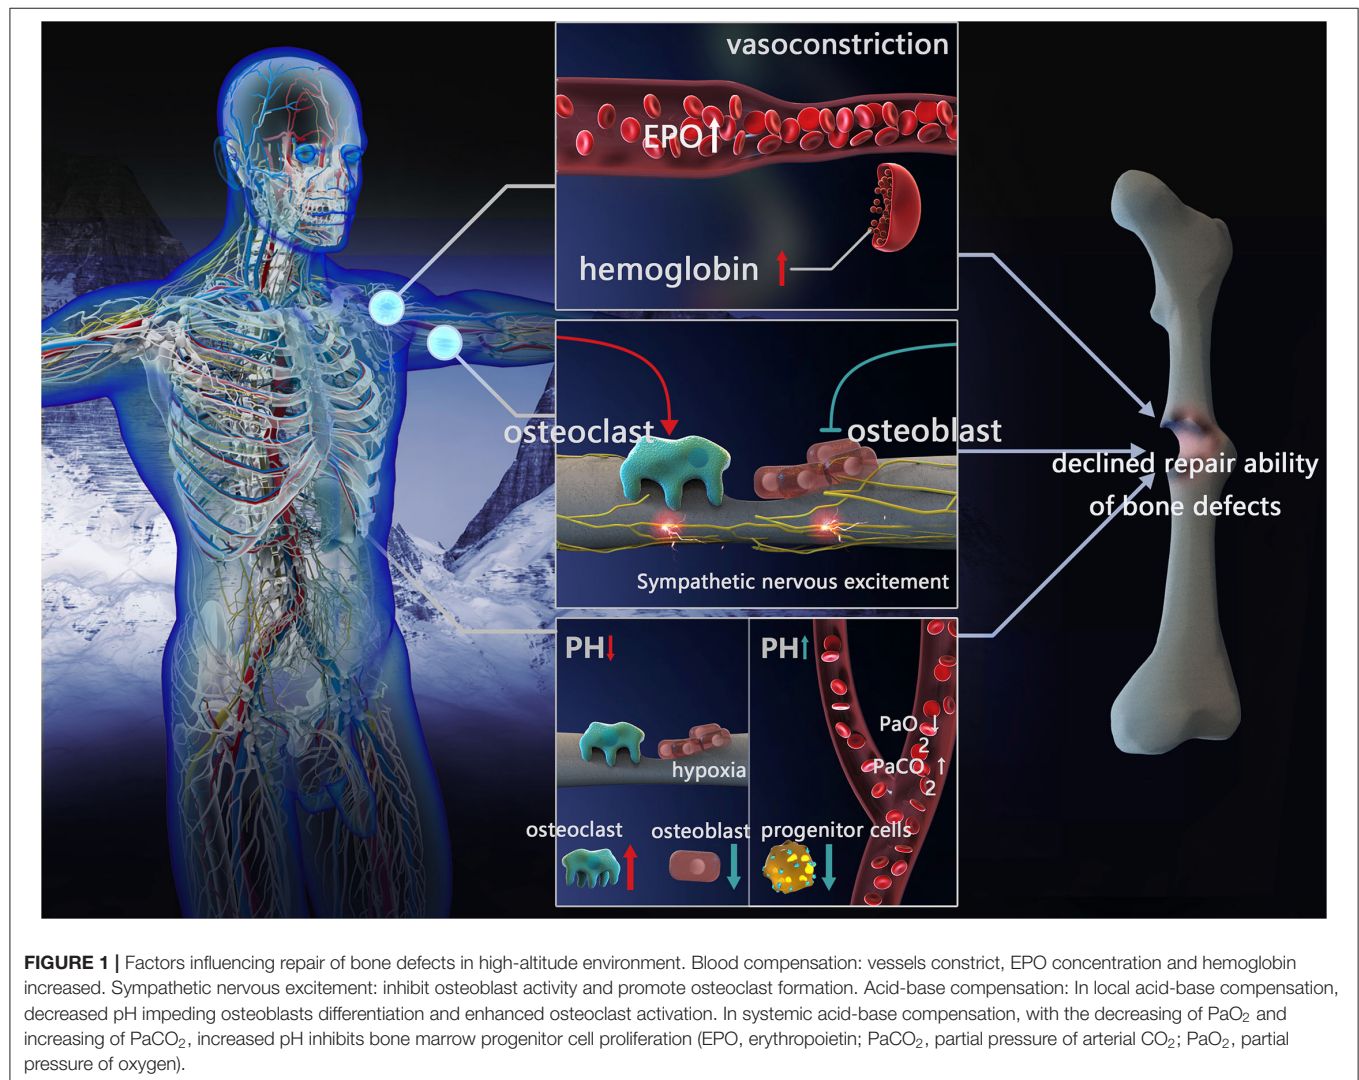 vasoconstriction
EPO↑
hemoglobin ↑
osteoclast
osteoblast
Sympathetic nervous excitement
declined repair ability
of bone defects
PH↓
hypoxia
osteoclast ↑
osteoblast ↓
PH↑
PaO₂ ↓
PaCO₂ ↑
progenitor cells ↓
FIGURE 1 | Factors influencing repair of bone defects in high-altitude environment. Blood compensation: vessels constrict, EPO concentration and hemoglobin
increased. Sympathetic nervous excitement: inhibit osteoblast activity and promote osteoclast formation. Acid-base compensation: In local acid-base compensation,
decreased pH impeding osteoblasts differentiation and enhanced osteoclast activation. In systemic acid-base compensation, with the decreasing of PaO₂ and
increasing of PaCO₂, increased pH inhibits bone marrow progenitor cell proliferation (EPO, erythropoietin; PaCO₂, partial pressure of arterial CO₂; PaO₂, partial
pressure of oxygen).